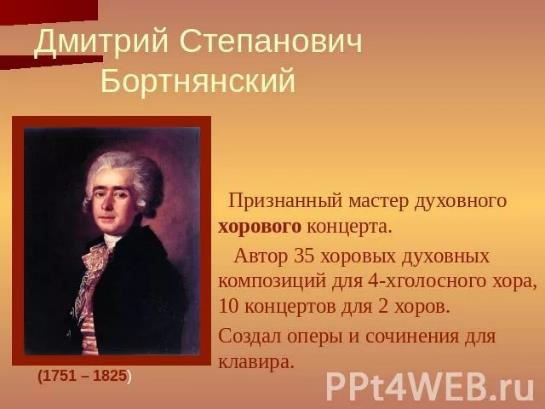 Дмитрий Степанович
Бортнянский
Признанный мастер духовного
хорового концерта.
Автор 35 хоровых духовных
композиций для 4-хголосного хора,
10 концертов для 2 хоров.
Создал оперы и сочинения для
клавира.
(1751 – 1825)
PPt4WEB.ru